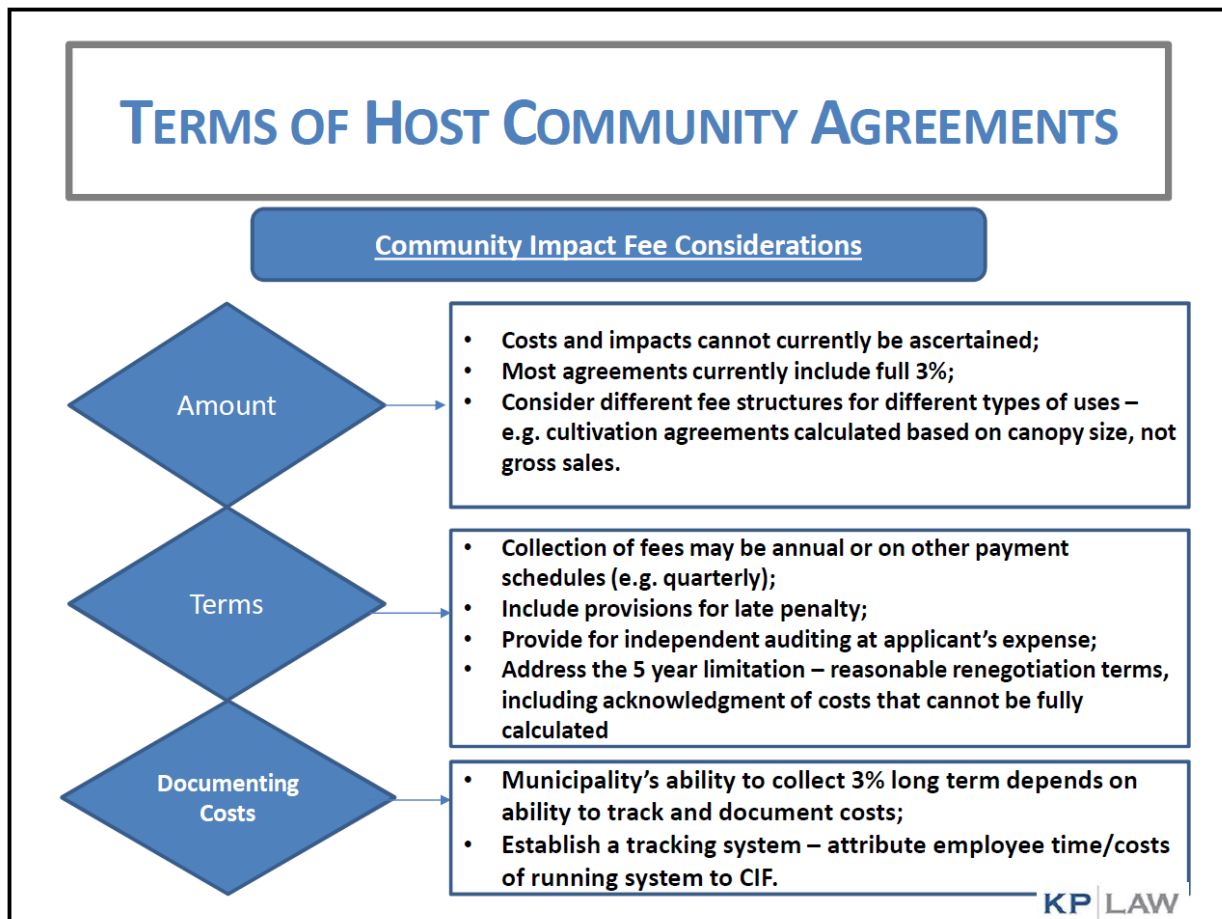 TERMS OF HOST COMMUNITY AGREEMENTS
Community Impact Fee Considerations
Amount
• Costs and impacts cannot currently be ascertained;
• Most agreements currently include full 3%;
• Consider different fee structures for different types of uses –
e.g. cultivation agreements calculated based on canopy size, not
gross sales.
Terms
• Collection of fees may be annual or on other payment
schedules (e.g. quarterly);
• Include provisions for late penalty;
• Provide for independent auditing at applicant’s expense;
• Address the 5 year limitation – reasonable renegotiation terms,
including acknowledgment of costs that cannot be fully
calculated
Documenting
Costs
• Municipality’s ability to collect 3% long term depends on
ability to track and document costs;
• Establish a tracking system – attribute employee time/costs
of running system to CIF.
KP | LAW